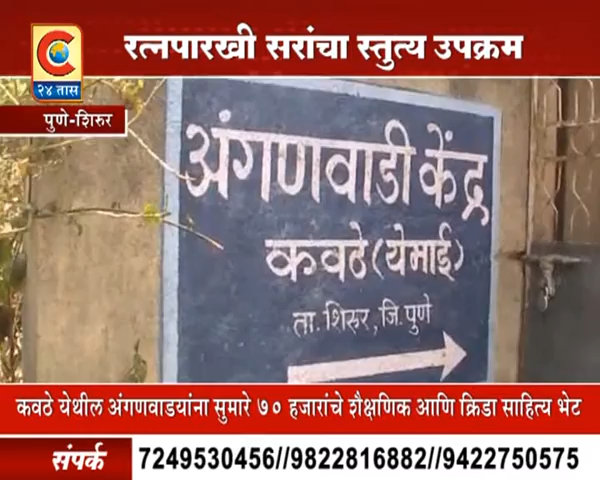 C
२४ तास
रत्नपारखी सरांचा स्तुत्य उपक्रम
पुणे-शिरुर
अंगणवाडी केंद्र
कवठे (येमाई)
ता. शिरुर, जि. पुणे
कवठे येथील अंगणवाडयांना सुमारे ७० हजारांचे शैक्षणिक आणि क्रिडा साहित्य भेट
संपर्क 7249530456//9822816882//9422750575